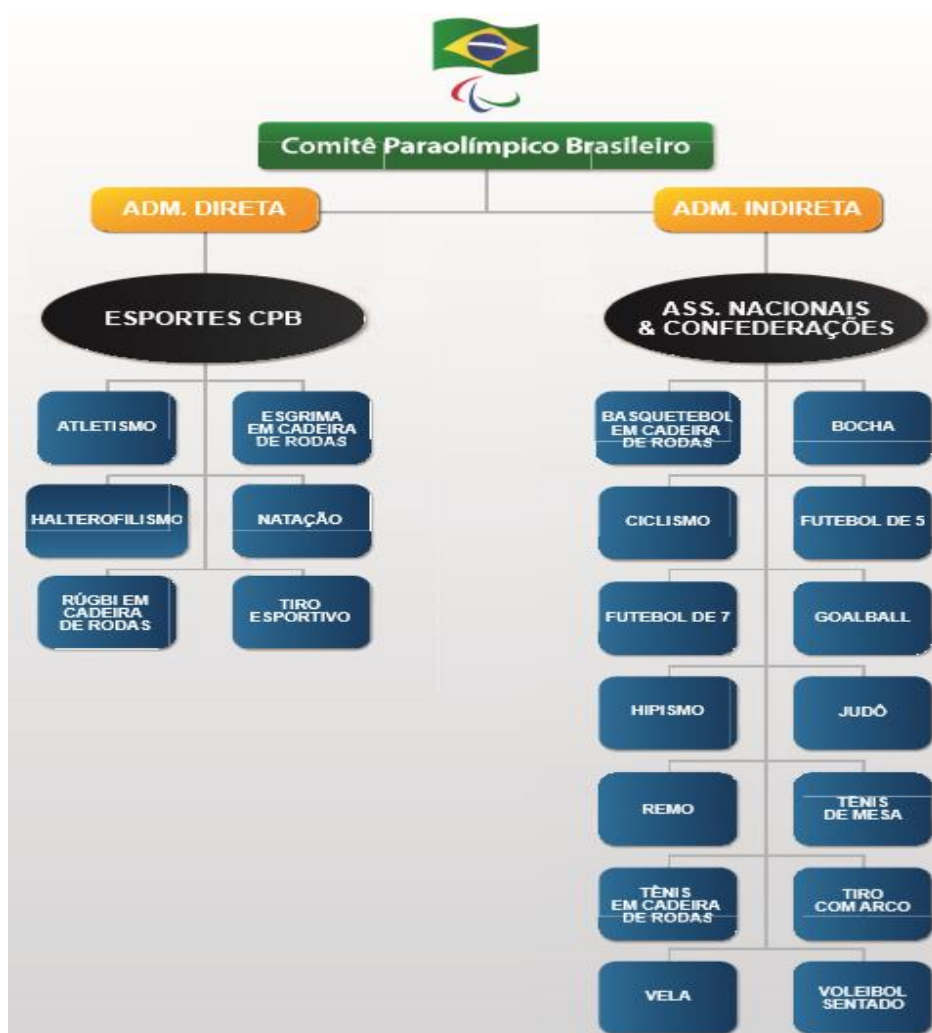 Comitê Paraolímpico Brasileiro
ADM. DIRETA
ADM. INDIRETA
ESPORTES CPB
ASS. NACIONAIS
& CONFEDERAÇÕES
ATLETISMO
ESGRIMA
EM CADEIRA
DE RODAS
BASQUETEBOL
EM CADEIRA
DE RODAS
BOCHA
HALTEROFILISMO
NATAÇÃO
CICLISMO
FUTEBOL DE 5
RÚGBI EM
CADEIRA
DE RODAS
TIRO
ESPORTIVO
FUTEBOL DE 7
GOALBALL
HIPISMO
JUDÔ
REMO
TÊNIS
DE MESA
TÊNIS
EM CADEIRA
DE RODAS
TIRO
COM ARCO
VELA
VOLEIBOL
SENTADO